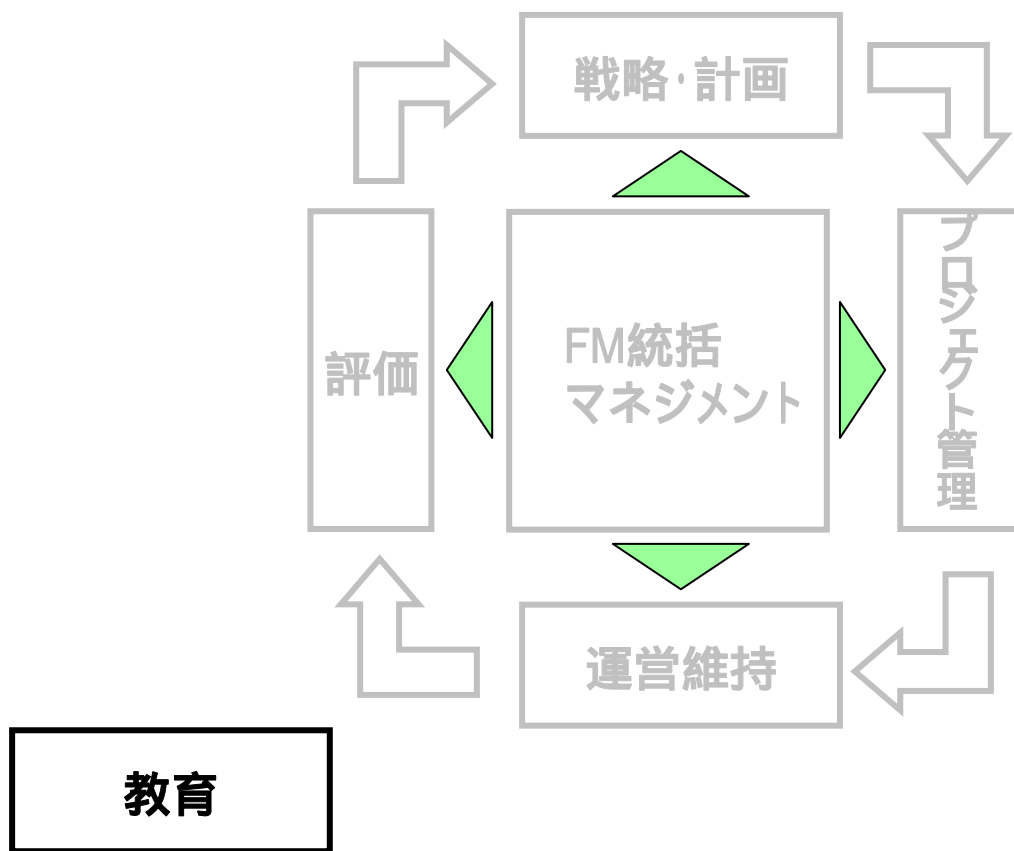 戦略・計画
評価
FM統括
マネジメント
プロジェクト管理
運営維持
教育